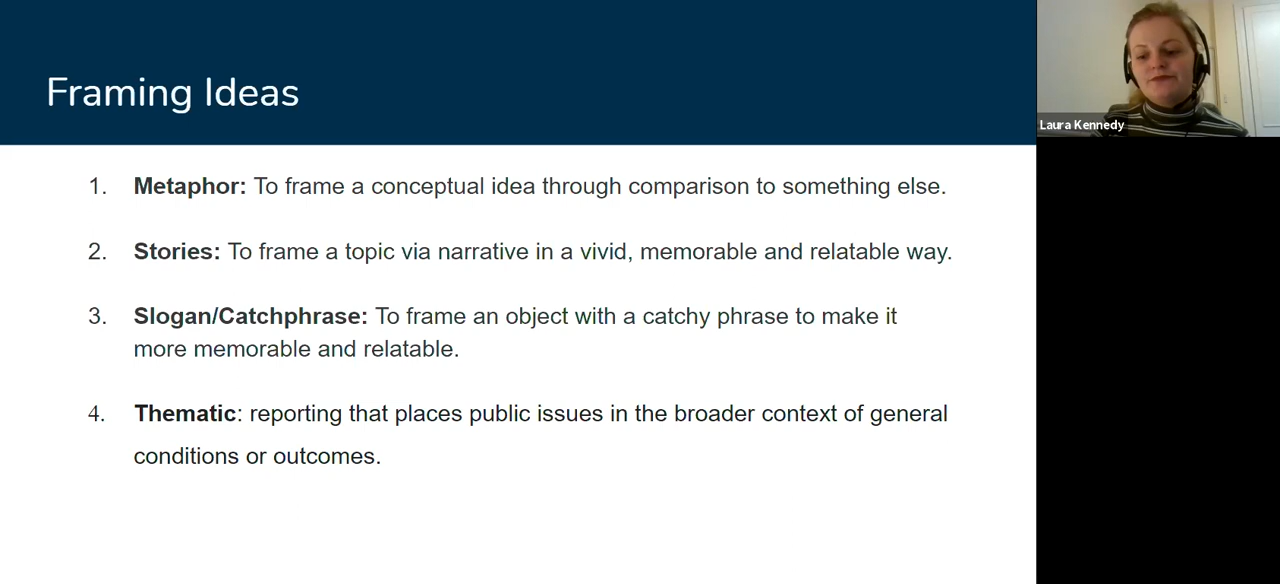 Framing Ideas
Laura Kennedy
1. Metaphor: To frame a conceptual idea through comparison to something else.
2. Stories: To frame a topic via narrative in a vivid, memorable and relatable way.
3. Slogan/Catchphrase: To frame an object with a catchy phrase to make it
more memorable and relatable.
4. Thematic: reporting that places public issues in the broader context of general
conditions or outcomes.